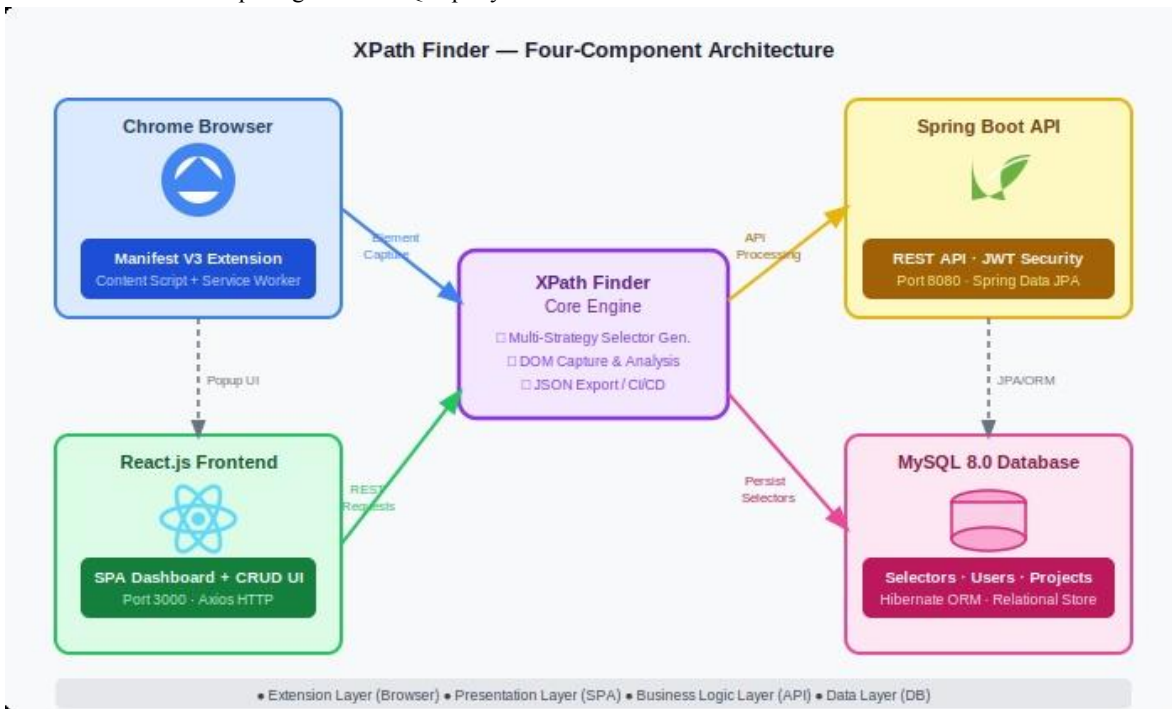 XPath Finder — Four-Component Architecture
Chrome Browser
Manifest V3 Extension
Content Script + Service Worker
Spring Boot API
REST API · JWT Security
Port 8080 · Spring Data JPA
Element
Capture
API
Processing
XPath Finder
Core Engine
Multi-Strategy Selector Gen.
DOM Capture & Analysis
JSON Export / CI/CD
Popup UI
JPA/ORM
React.js Frontend
SPA Dashboard + CRUD UI
Port 3000 · Axios HTTP
REST
Requests
Persist
Selectors
MySQL 8.0 Database
Selectors · Users · Projects
Hibernate ORM · Relational Store
● Extension Layer (Browser) ● Presentation Layer (SPA) ● Business Logic Layer (API) ● Data Layer (DB)